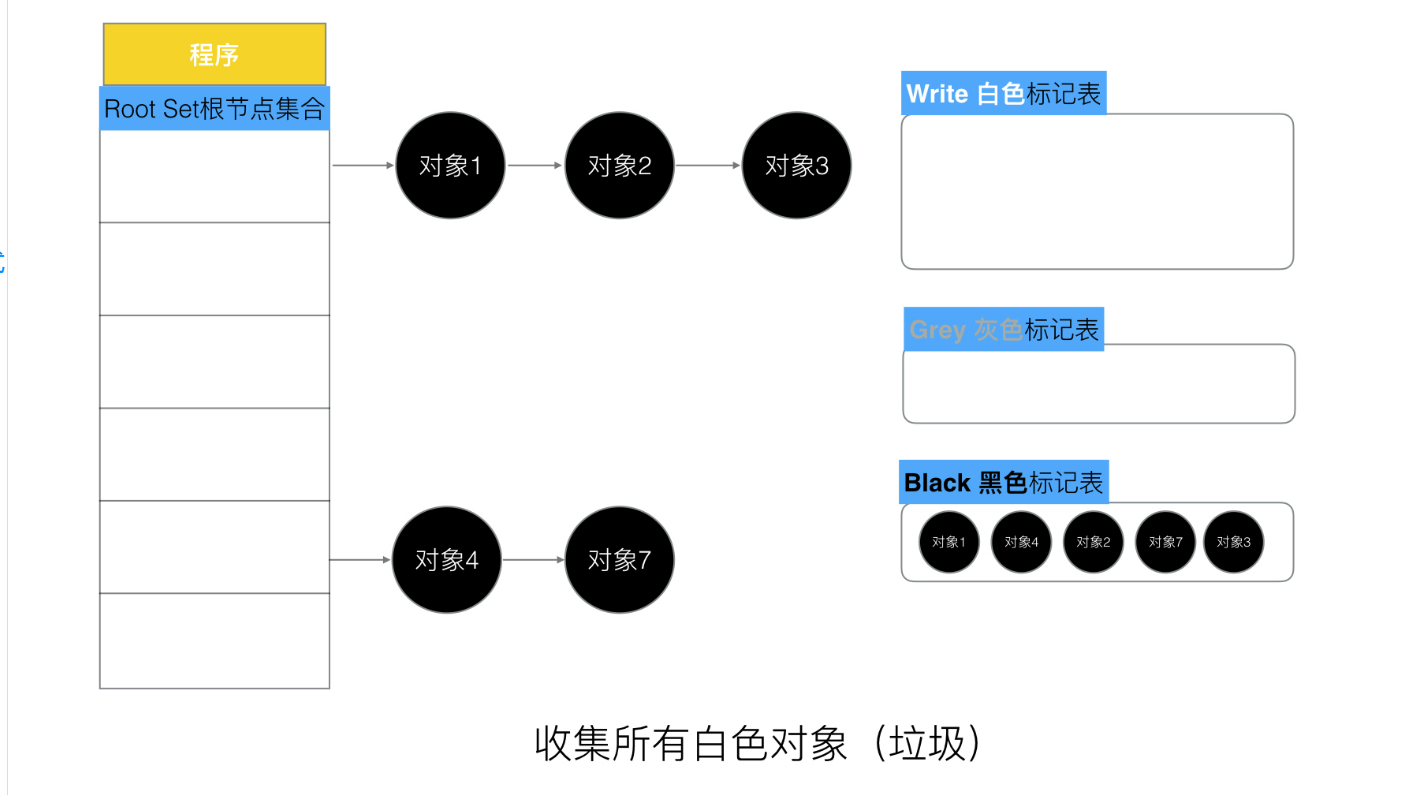 程序
Root Set根节点集合
对象1
对象2
对象3
对象4
对象7
Write 白色标记表
Grey 灰色标记表
Black 黑色标记表
对象1
对象4
对象2
对象7
对象3
收集所有白色对象（垃圾）